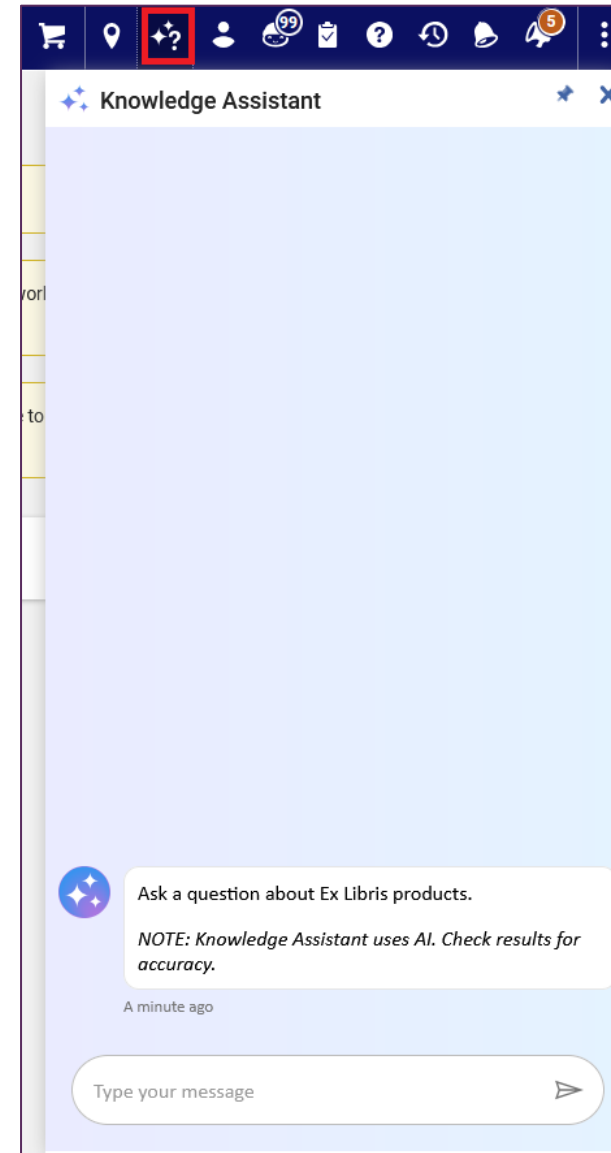 99
5
?
?
Knowledge Assistant
worl
to
Ask a question about Ex Libris products.
NOTE: Knowledge Assistant uses AI. Check results for
accuracy.
A minute ago
Type your message